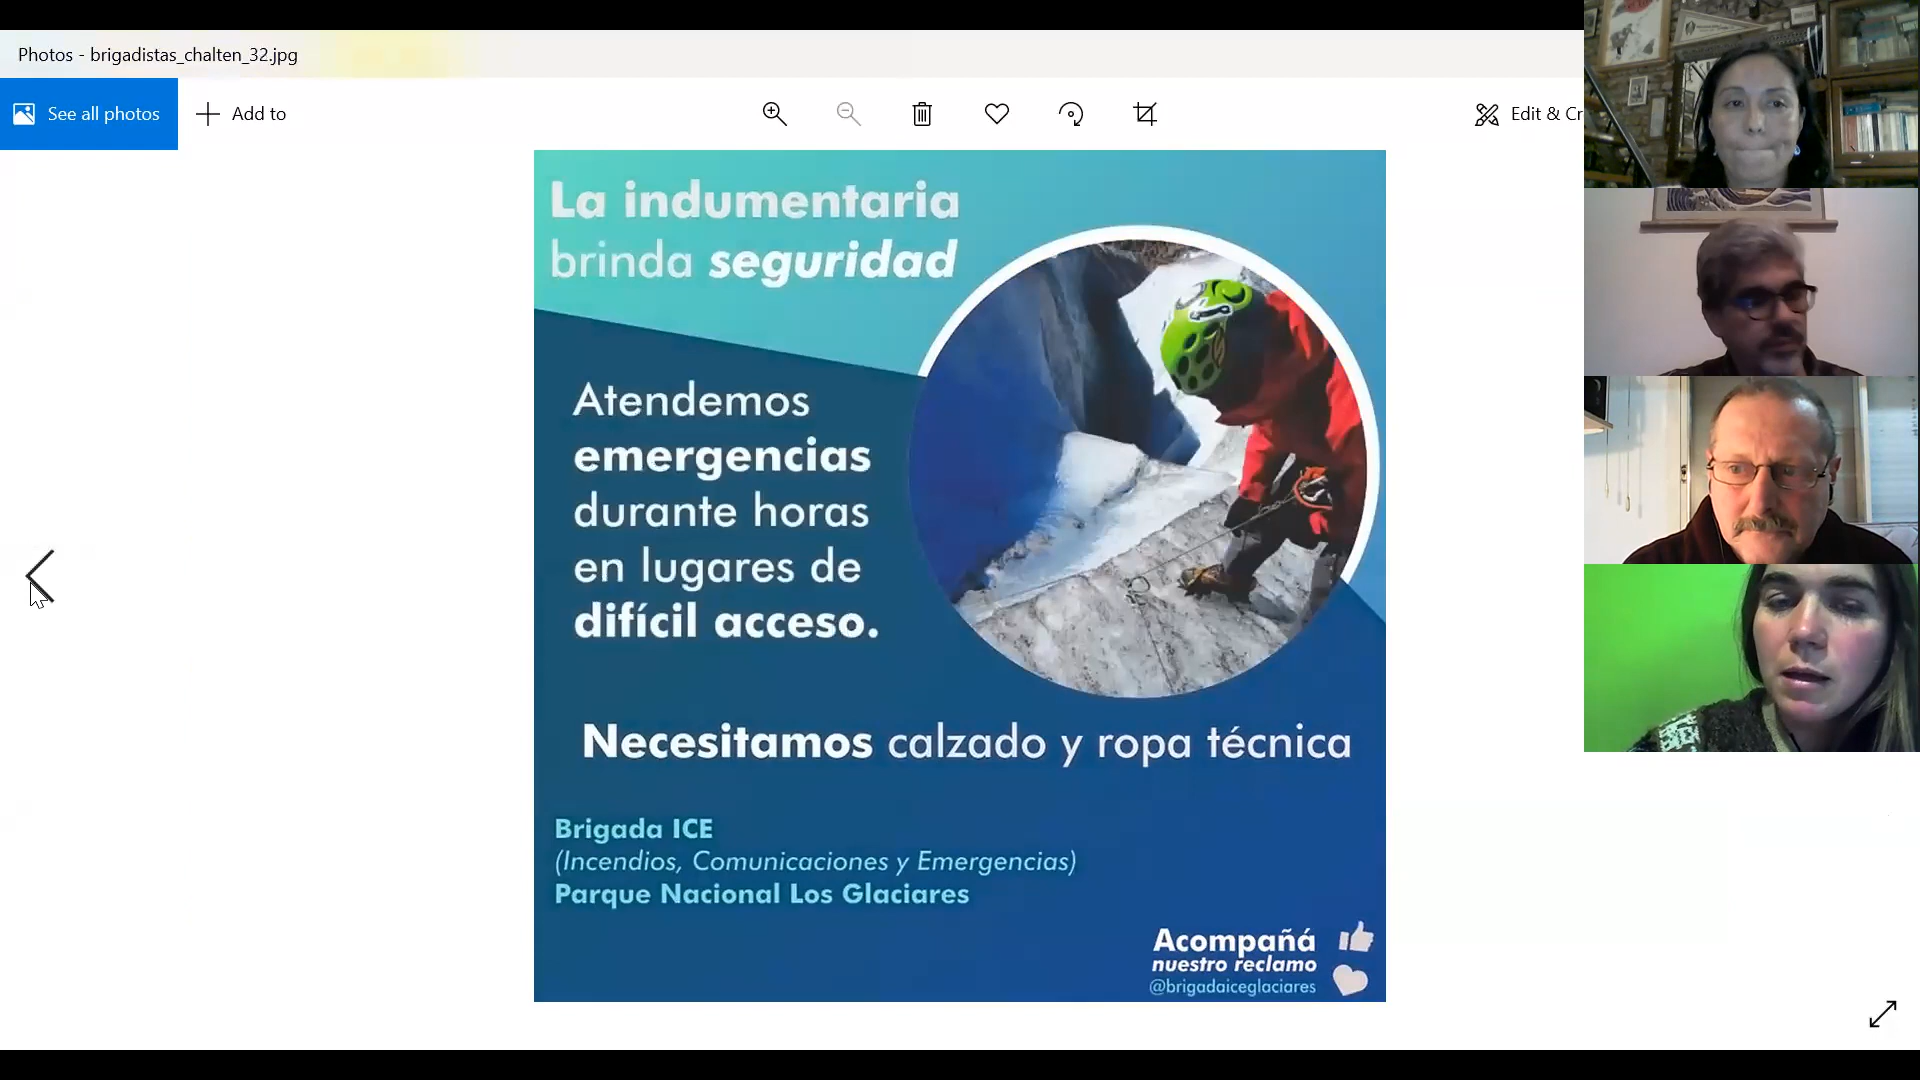 Photos - brigadistas_chalten_32.jpg
See all photos
Add to
Edit & Cr
La indumentaria
brinda seguridad
Atendemos
emergencias
durante horas
en lugares de
difícil acceso.
Necesitamos calzado y ropa técnica
Brigada ICE
(Incendios, Comunicaciones y Emergencias)
Parque Nacional Los Glaciares
Acompañá
nuestro reclamo
@brigadaiceglaciares